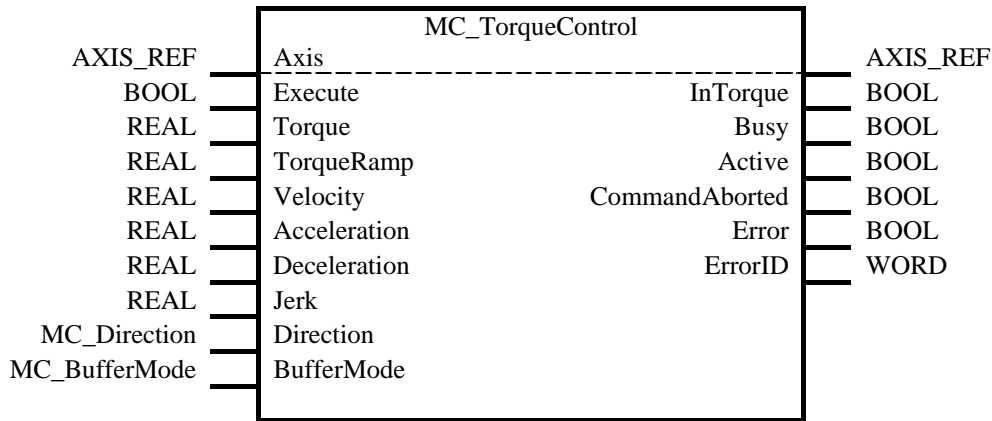 MC_TorqueControl
AXIS_REF Axis AXIS_REF
BOOL Execute InTorque BOOL
REAL Torque Busy BOOL
REAL TorqueRamp Active BOOL
REAL Velocity CommandAborted BOOL
REAL Acceleration Error BOOL
REAL Deceleration ErrorID WORD
REAL Jerk
MC_Direction Direction
MC_BufferMode BufferMode